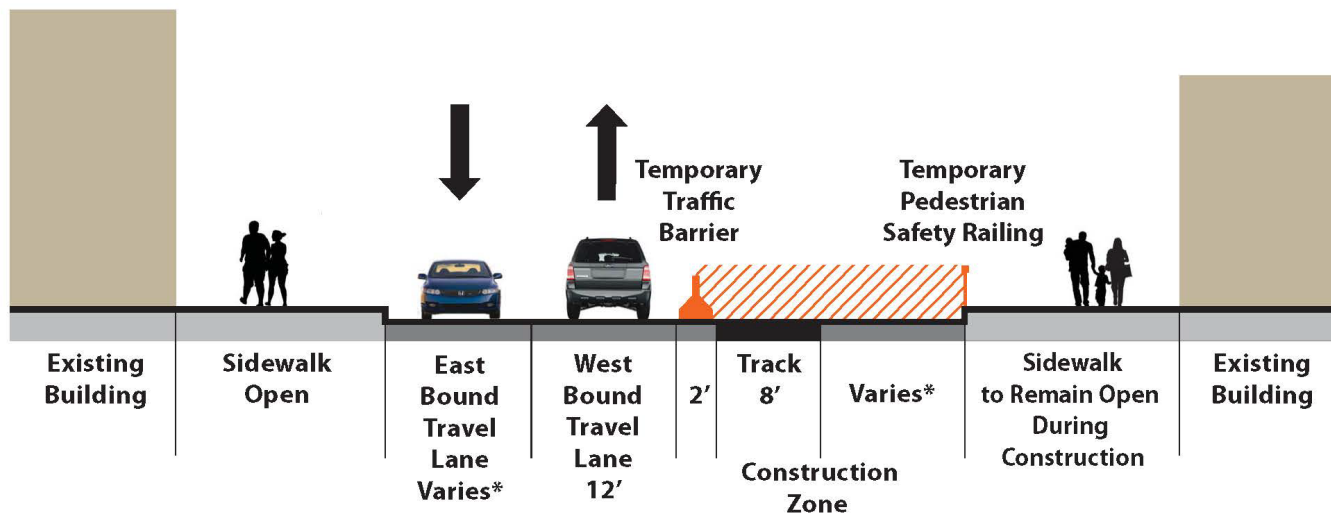 Temporary
Traffic
Barrier
Temporary
Pedestrian
Safety Railing
Existing
Building
Sidewalk
Open
East
Bound
Travel
Lane
Varies*
West
Bound
Travel
Lane
12’
2’
Track
8’
Varies*
Construction
Zone
Sidewalk
to Remain Open
During
Construction
Existing
Building